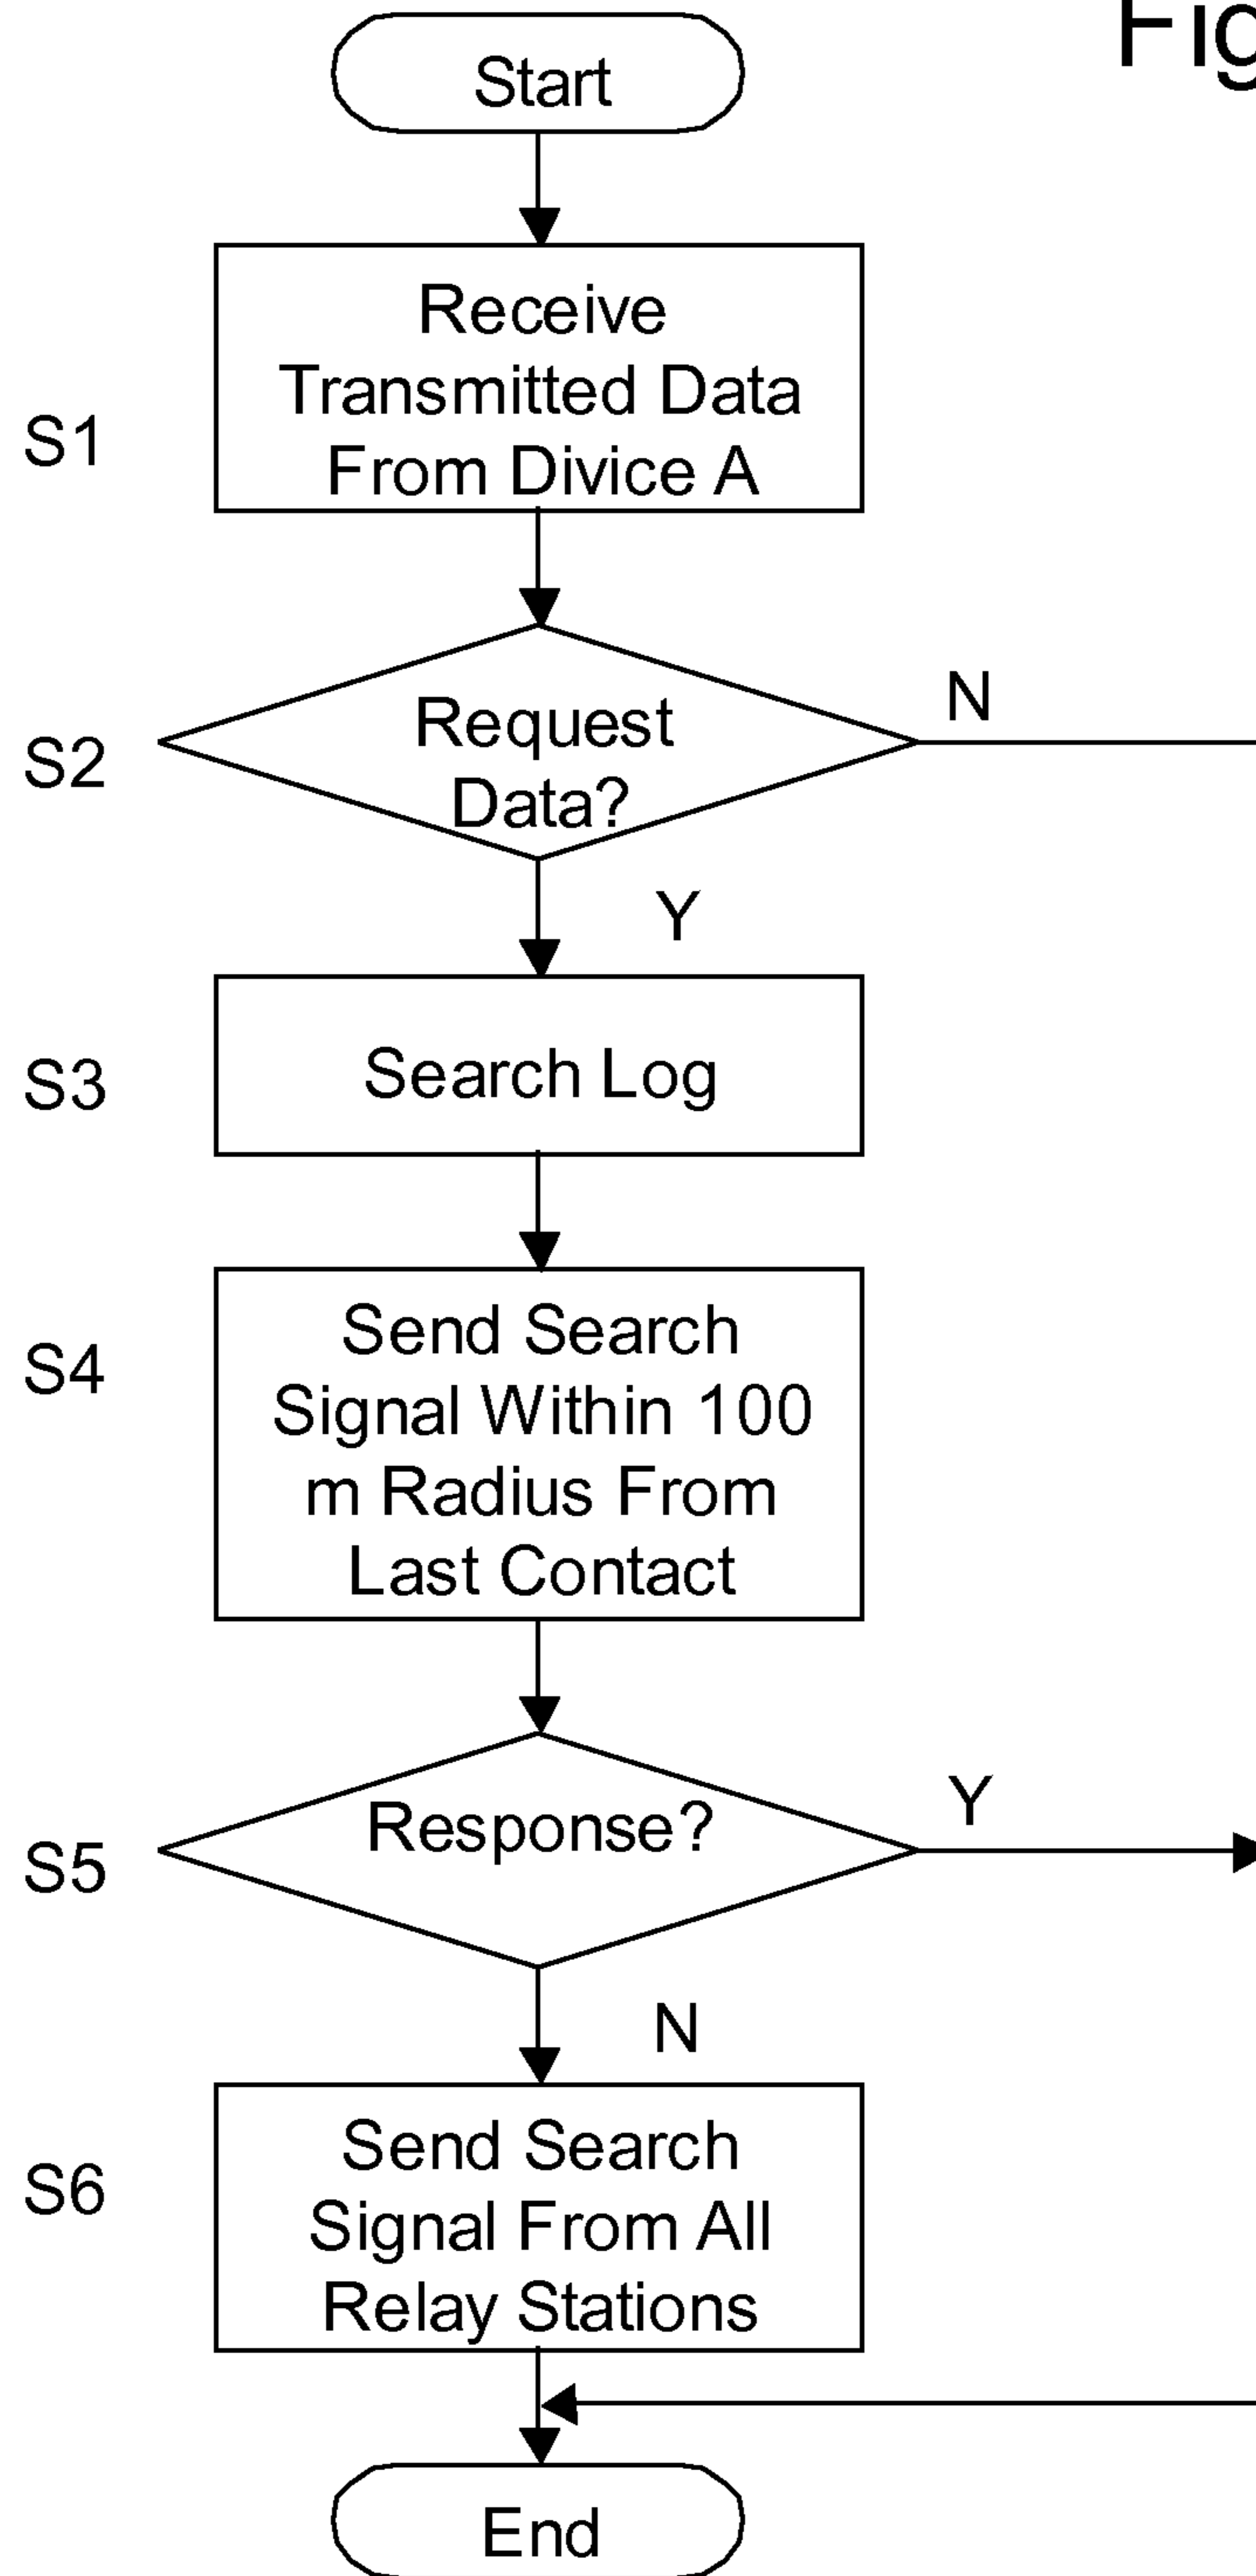 Fig
Start
S1
Receive
Transmitted Data
From Divice A
S2
Request
Data?
N
Y
S3
Search Log
S4
Send Search
Signal Within 100
m Radius From
Last Contact
S5
Response?
Y
N
S6
Send Search
Signal From All
Relay Stations
End